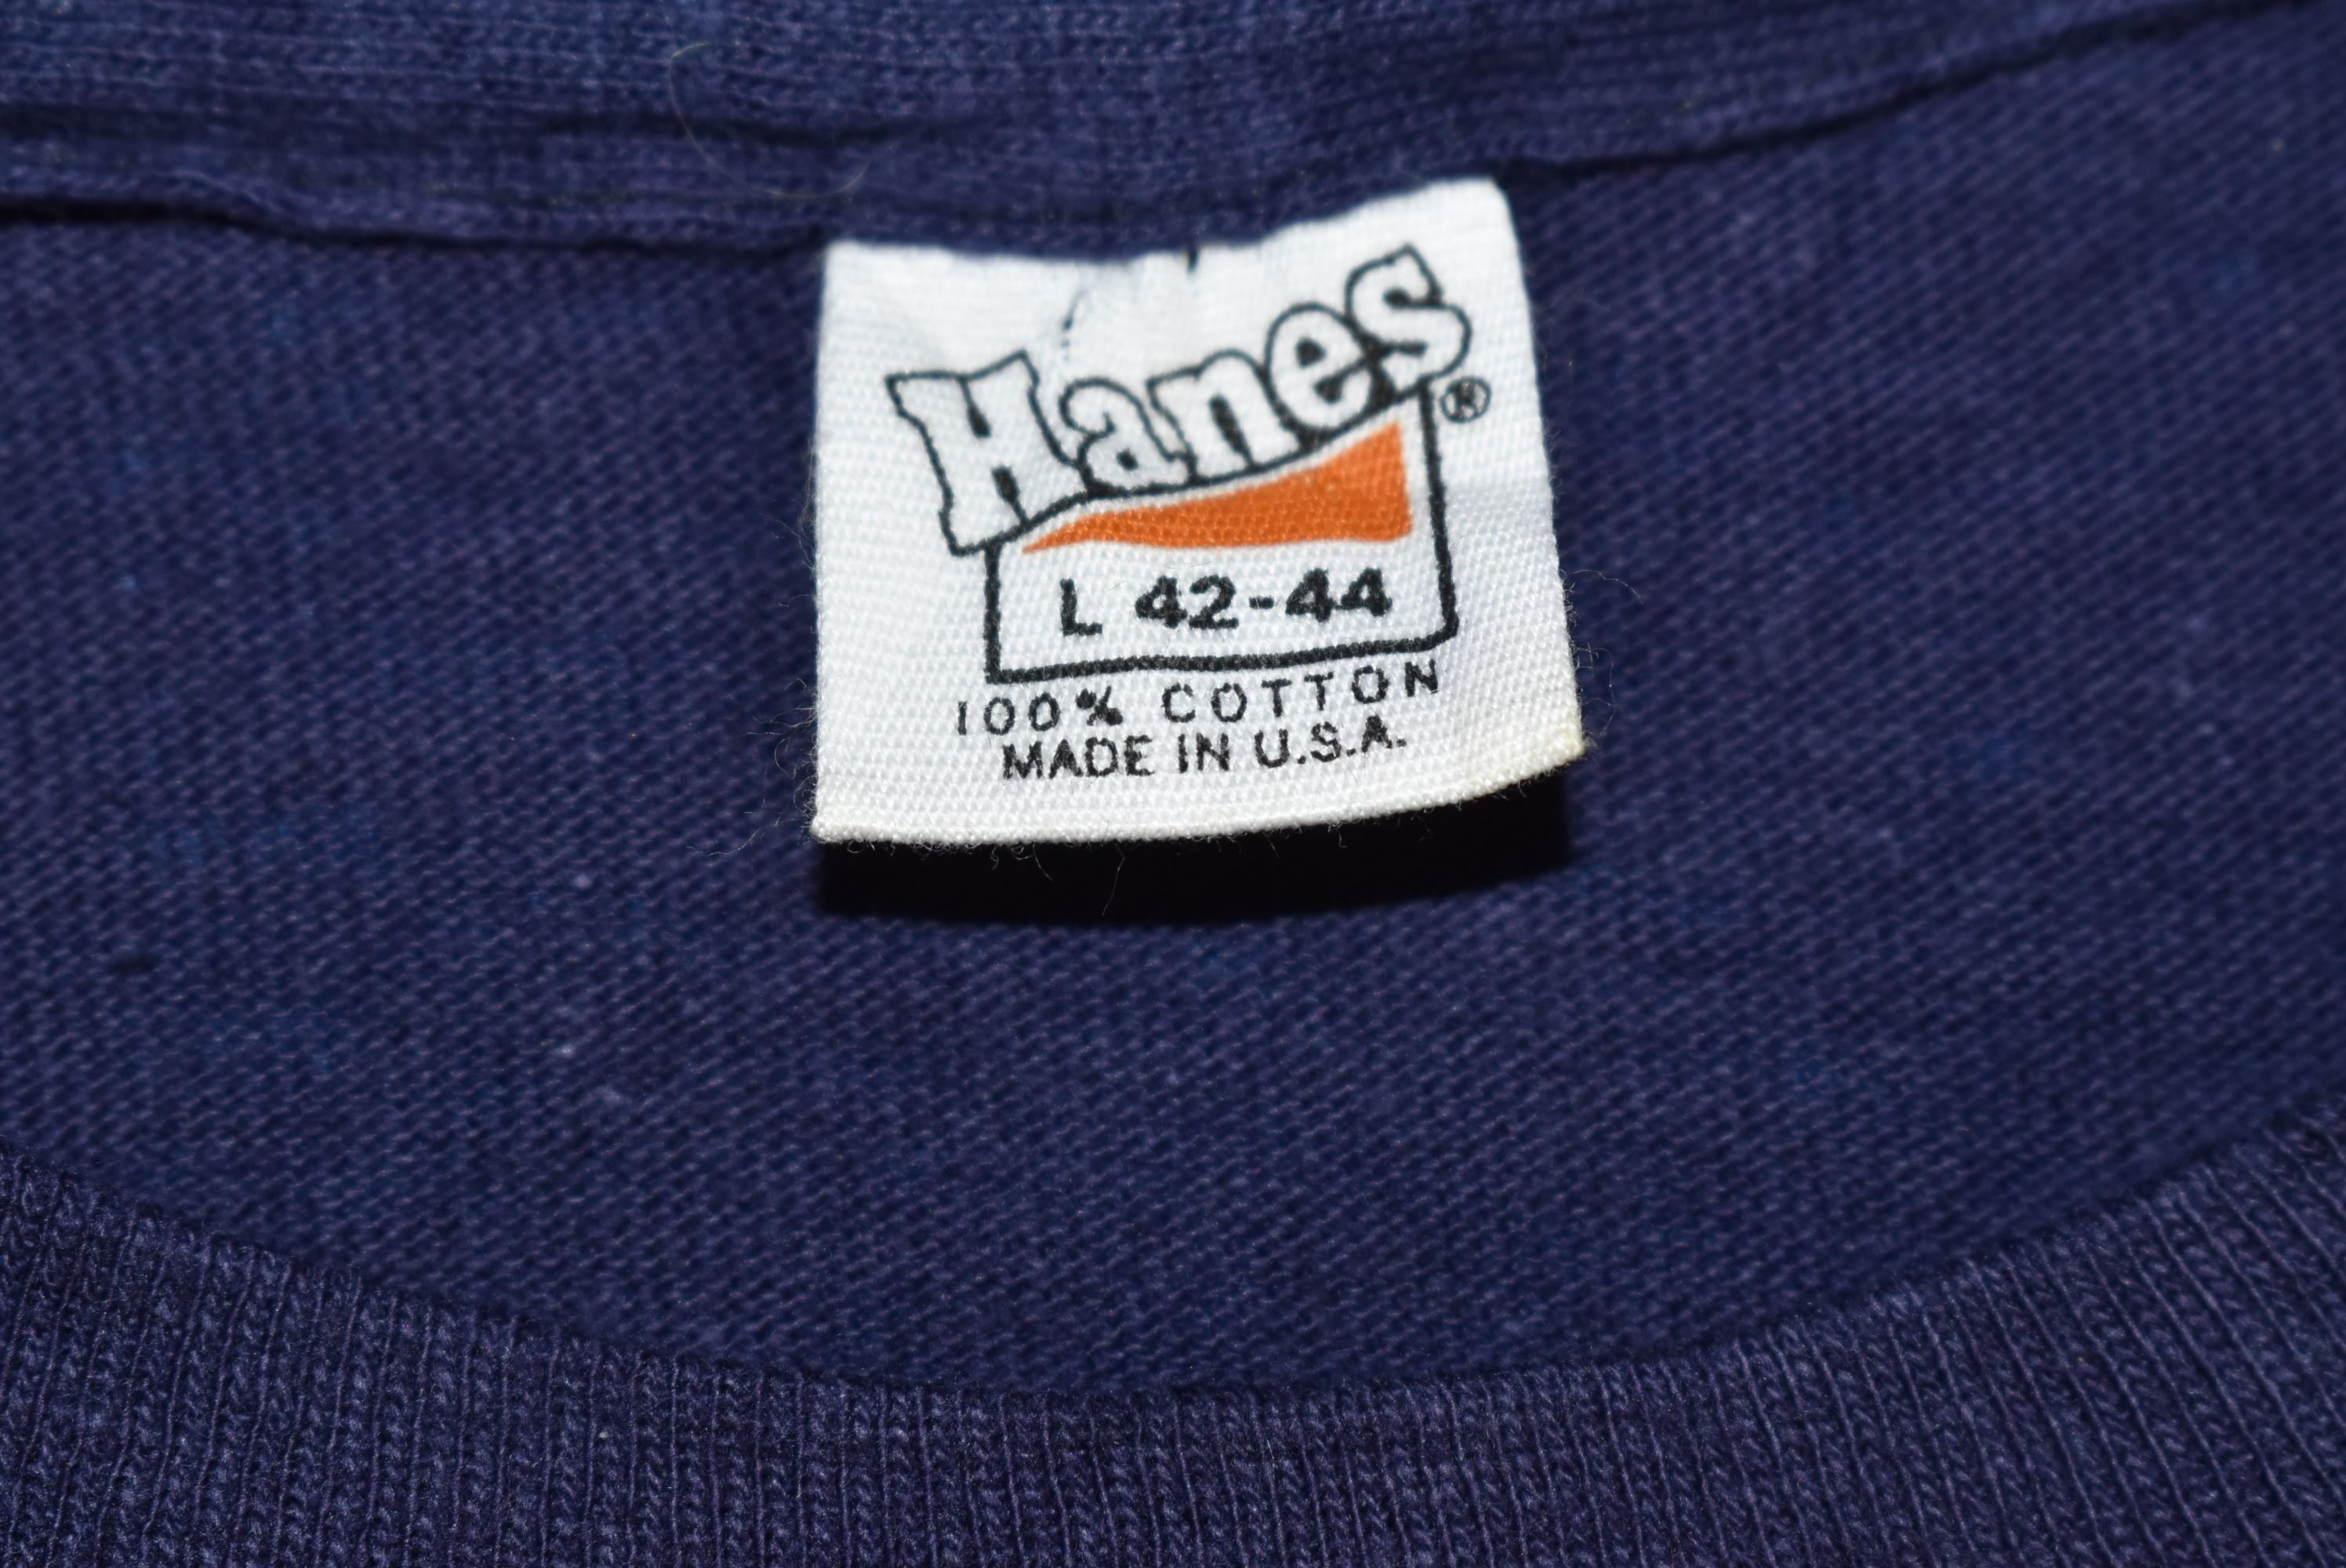 Hanes®
L 42-44
100% COTTON
MADE IN U.S.A.